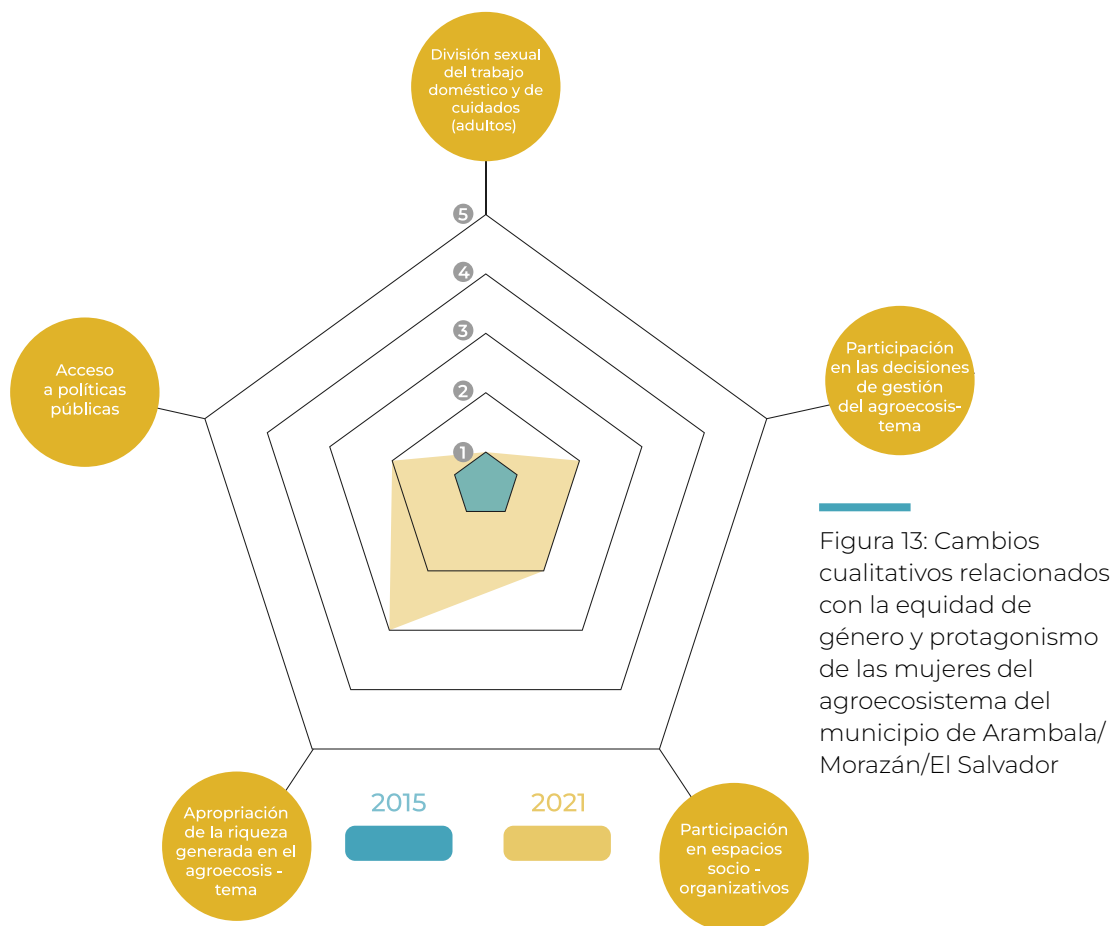 División sexual
del trabajo
doméstico y de
cuidados
(adultos)
5
4
3
2
1
Acceso
a políticas
públicas
Participación
en las decisiones
de gestión
del agroecosis-
tema
Figura 13: Cambios
cualitativos relacionados
con la equidad de
género y protagonismo
de las mujeres del
agroecosistema del
municipio de Arambala/
Morazán/El Salvador
Apropiación
de la riqueza
generada en el
agroecosis -
tema
2015
2021
Participación
en espacios
socio -
organizativos